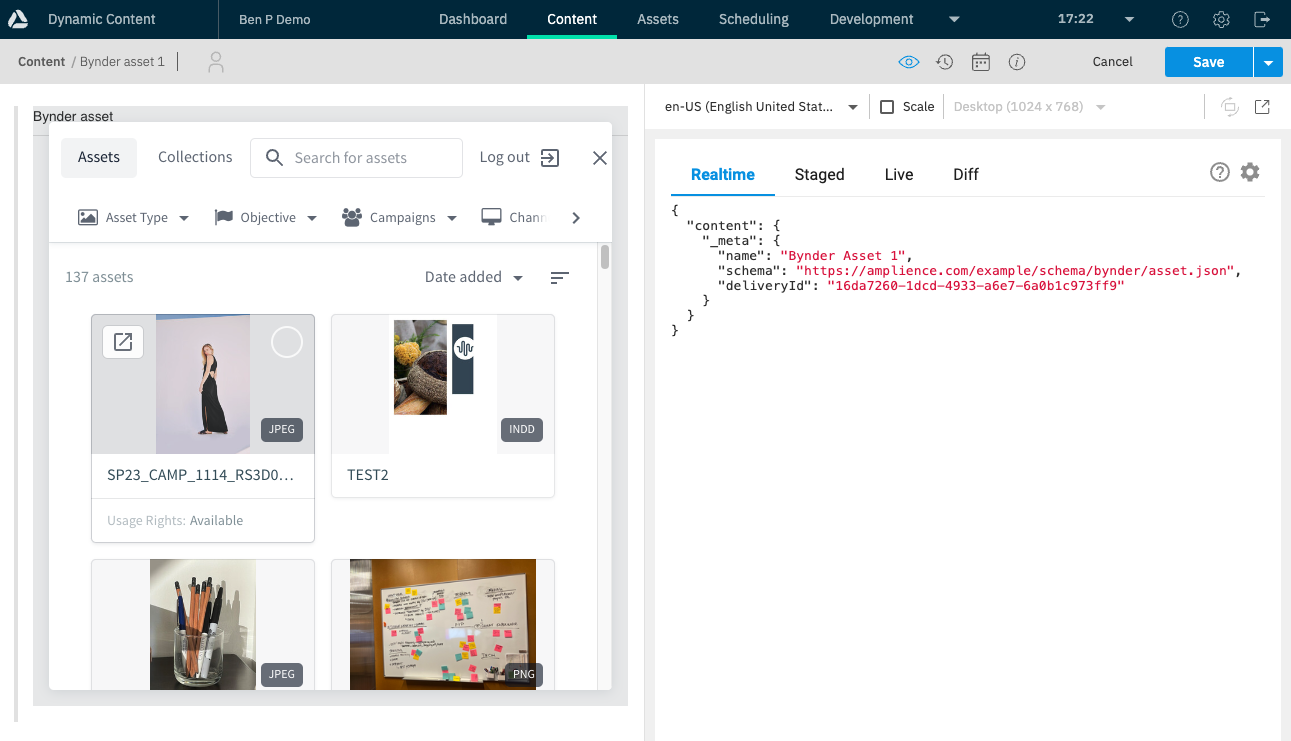 Dynamic Content
Ben P Demo
Dashboard
Content
Assets
Scheduling
Development
17:22
Content / Bynder asset 1
Cancel
Save
Bynder asset
Assets
Collections
Search for assets
Log out
Asset Type
Objective
Campaigns
Chann
137 assets
Date added
JPEG
SP23_CAMP_1114_RS3D0…
Usage Rights: Available
INDD
TEST2
JPEG
PNG
en-US (English United Stat...
Scale
Desktop (1024 x 768)
Realtime
Staged
Live
Diff
{
"content": {
"_meta": {
"name": "Bynder Asset 1",
"schema": "https://amplience.com/example/schema/bynder/asset.json",
"deliveryId": "16da7260-1dcd-4933-a6e7-6a0b1c973ff9"
}
}
}